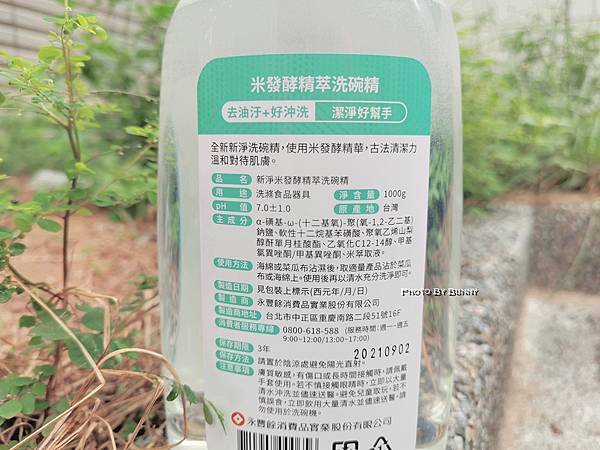 米發酵精萃洗碗精
去油汙+好沖洗 潔淨好幫手
全新新淨洗碗精，使用米發酵精華，古法清潔力
溫和對待肌膚。
品名 新淨米發酵精萃洗碗精
用途 洗滌食品器具 淨含量 1000g
pH值 7.0±1.0 原產地 台灣
主成分 α-磺基-ω-(十二基氧)-聚(氧-1,2-乙二基)
鈉鹽、軟性十二烷基苯磺酸、聚氧乙烯山梨
醇酐單月桂酸酯、乙氧化C12-14醇、甲基
氯異唑酮/甲基異唑酮、米萃取液。
使用方法 海綿或菜瓜布沾濕後，取適量產品沾於菜瓜
布或海綿上。使用後再以清水充分洗淨即可。
製造日期 見包裝上標示(西元年/月/日)
製造商 永豐餘消費品實業股份有限公司
製造商地址 台北市中正區重慶南路二段51號16F
消費者服務專線 0800-618-588 (服務時間:週一~週五
9:00~12:00/13:00~17:00)
保存期限 3年
保存方法 請置於陰涼處避免陽光直射。
注意事項 膚質敏感，有傷口或長時間接觸時，請佩戴
手套使用。若不慎接觸眼睛時，立即以大量
清水沖洗並儘速送醫。避免兒童取玩，若不
慎誤食，立即飲用大量清水並儘速送醫。請
勿使用於洗碗機。
20210902
永豐餘消費品實業股份有限公司
Photo By Bunny